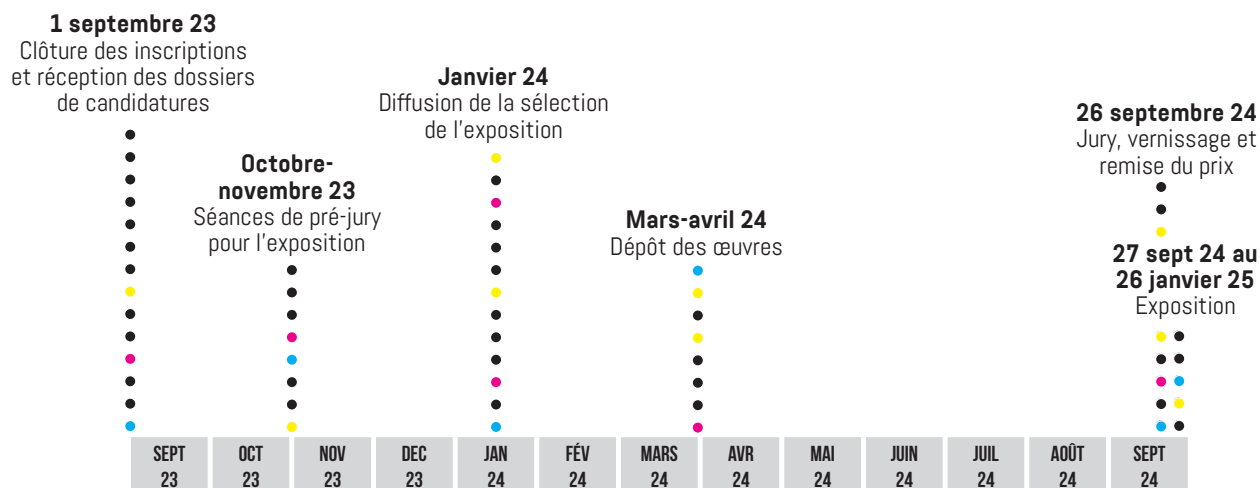 1 septembre 23
Clôture des inscriptions
et réception des dossiers
de candidatures
Octobre-
novembre 23
Séances de pré-jury
pour l'exposition
Janvier 24
Diffusion de la sélection
de l'exposition
Mars-avril 24
Dépôt des œuvres
26 septembre 24
Jury, vernissage et
remise du prix
27 sept 24 au
26 janvier 25
Exposition
SEPT
23
OCT
23
NOV
23
DEC
23
JAN
24
FÉV
24
MARS
24
AVR
24
MAI
24
JUIN
24
JUIL
24
AOÛT
24
SEPT
24